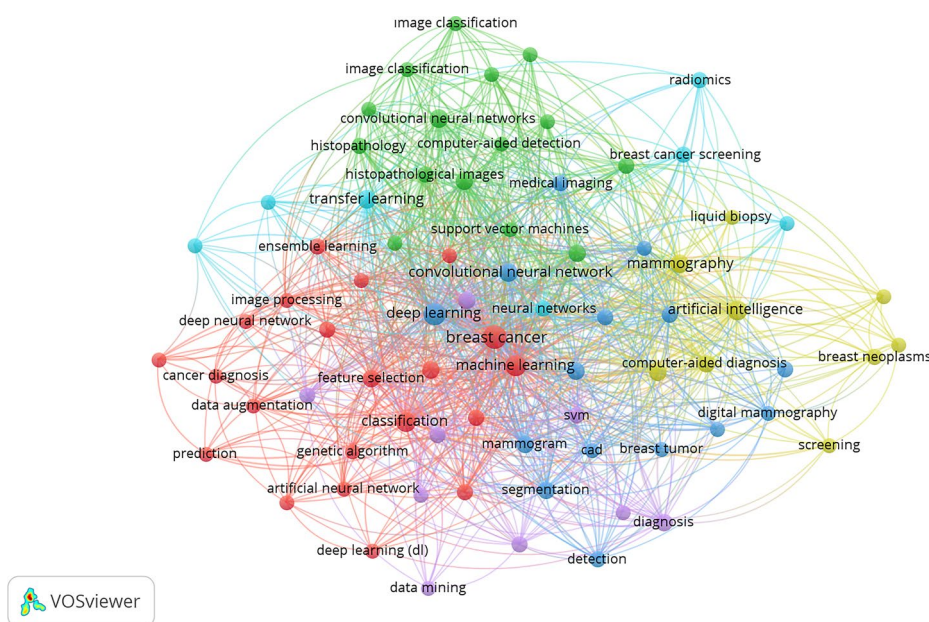 image classification
image classification
radiomics
convolutional neural networks
histopathology
computer-aided detection
breast cancer screening
histopathological images
medical imaging
transfer learning
liquid biopsy
support vector machines
ensemble learning
mammography
convolutional neural network
image processing
deep learning
neural networks
artificial intelligence
deep neural network
breast cancer
breast neoplasms
machine learning
computer-aided diagnosis
cancer diagnosis
feature selection
data augmentation
classification
svm
digital mammography
prediction
genetic algorithm
mammogram
cad
breast tumor
screening
artificial neural network
segmentation
diagnosis
deep learning (dl)
detection
data mining
VOSviewer